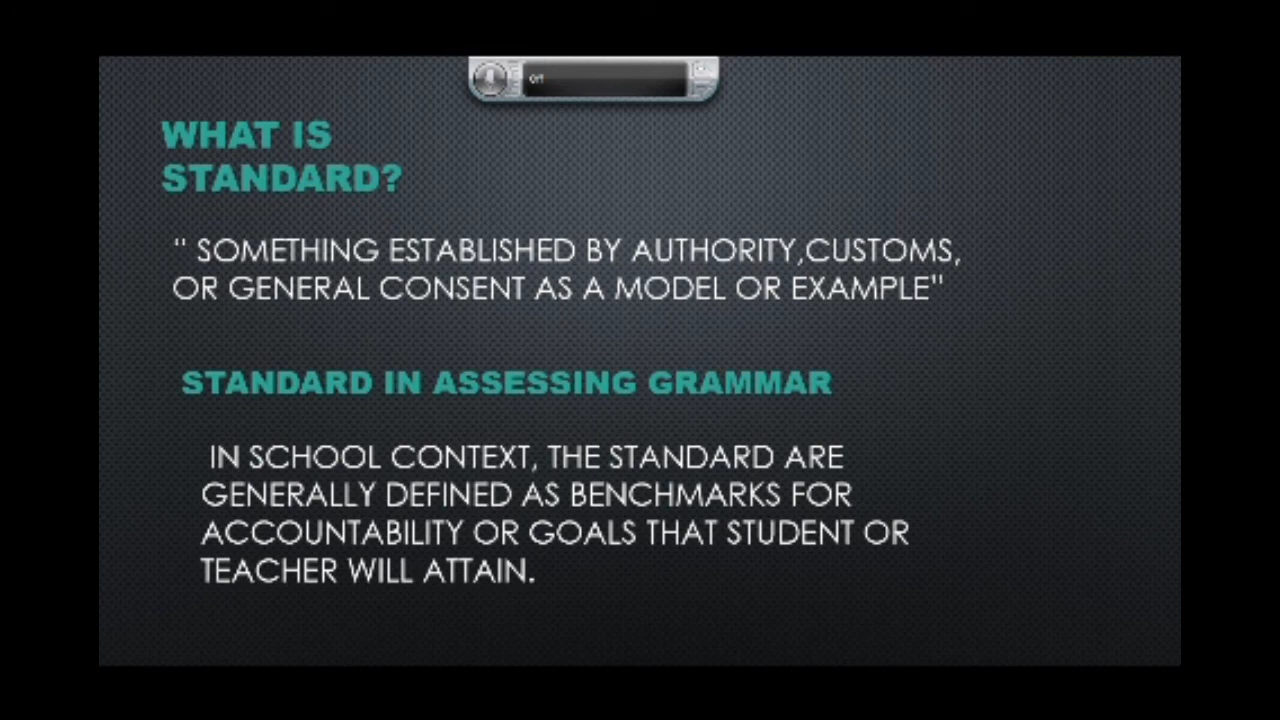 Off
WHAT IS
STANDARD?
“ SOMETHING ESTABLISHED BY AUTHORITY,CUSTOMS,
OR GENERAL CONSENT AS A MODEL OR EXAMPLE”
STANDARD IN ASSESSING GRAMMAR
IN SCHOOL CONTEXT, THE STANDARD ARE
GENERALLY DEFINED AS BENCHMARKS FOR
ACCOUNTABILITY OR GOALS THAT STUDENT OR
TEACHER WILL ATTAIN.